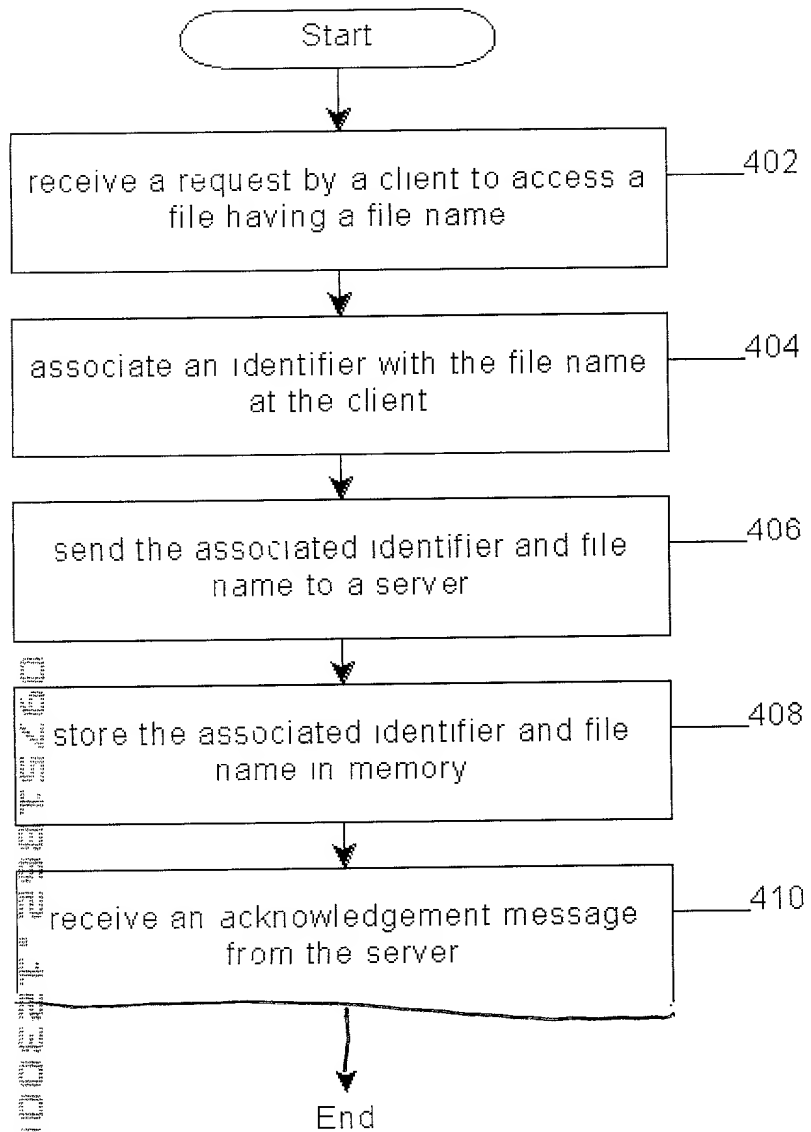 Start
receive a request by a client to access a
file having a file name
402
associate an identifier with the file name
at the client
404
send the associated identifier and file
name to a server
406
store the associated identifier and file
name in memory
408
receive an acknowledgement message
from the server
410
End